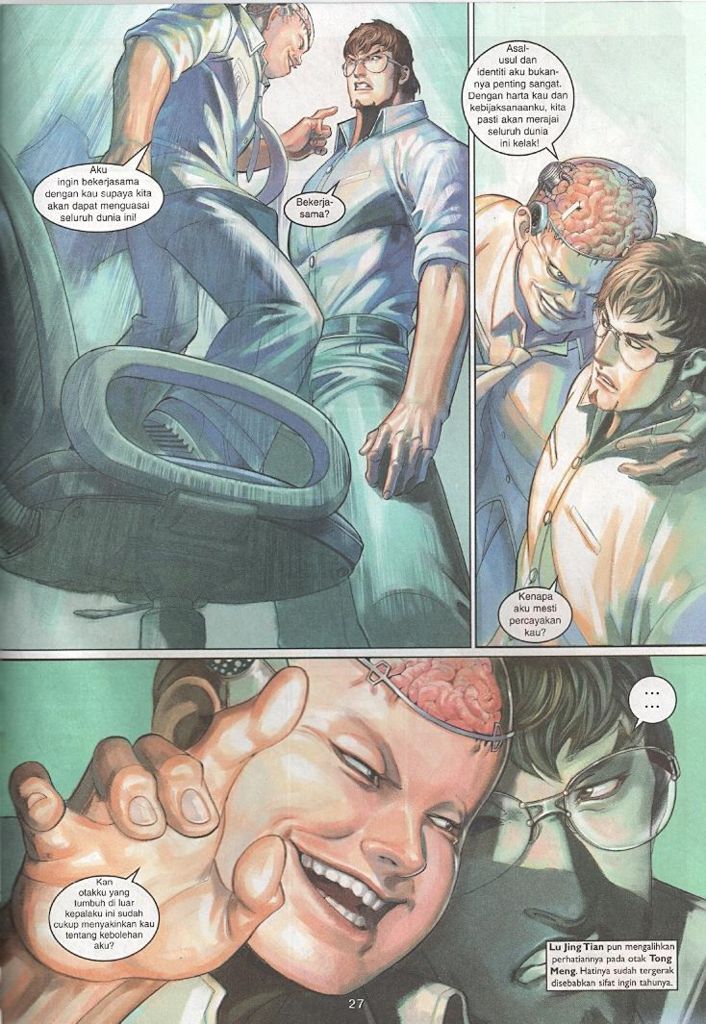 Aku
ingin bekerjasama
dengan kau supaya kita
akan dapat menguasai
seluruh dunia ini!
Bekerja-
sama?
Asal-
usul dan
identiti aku bukan-
nya penting sangat.
Dengan harta kau dan
kebijaksanaanku, kita
pasti akan merajai
seluruh dunia
ini kelak!
Kenapa
aku mesti
percayakan
kau?
...
...
Kan
otakku yang
tumbuh di luar
kepalaku ini sudah
cukup menyakinkan kau
tentang kebolehan
aku?
Lu Jing Tian pun mengalihkan
perhatiannya pada otak Tong
Meng. Hatinya sudah tergerak
disebabkan sifat ingin tahunya.
27